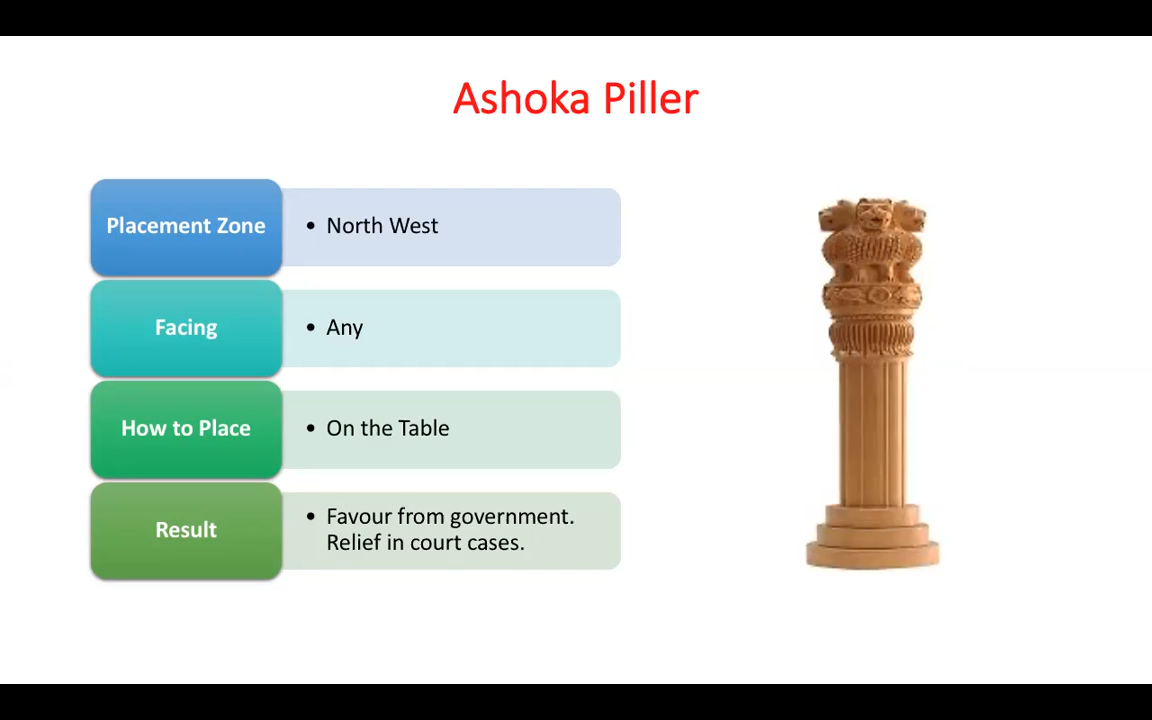 Ashoka Piller
Placement Zone
• North West
Facing
• Any
How to Place
• On the Table
Result
• Favour from government.
Relief in court cases.